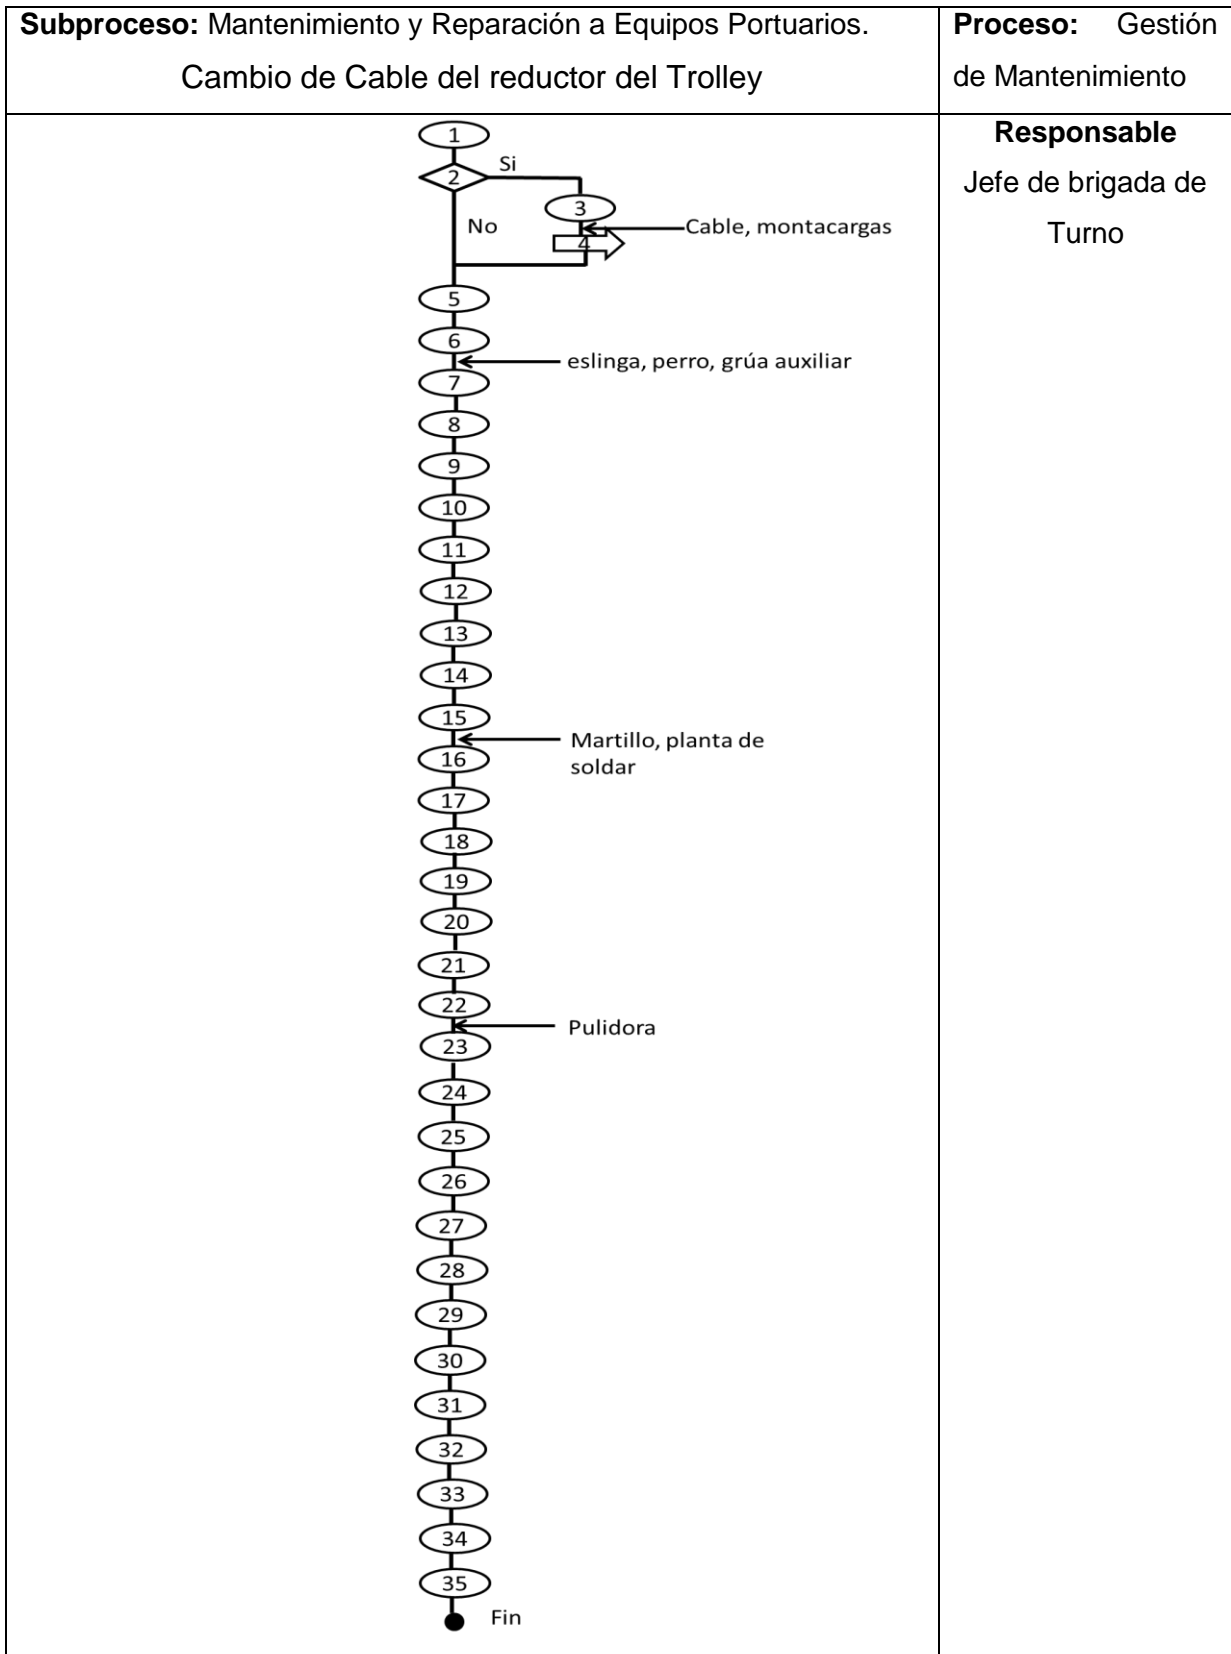 Subproceso: Mantenimiento y Reparación a Equipos Portuarios.
Cambio de Cable del reductor del Trolley
Proceso: Gestión
de Mantenimiento
Responsable
Jefe de brigada de
Turno
1
Si
2
3
No
Cable, montacargas
4
5
6
eslinga, perro, grúa auxiliar
7
8
9
10
11
12
13
14
15
Martillo, planta de
soldar
16
17
18
19
20
21
22
Pulidora
23
24
25
26
27
28
29
30
31
32
33
34
35
Fin